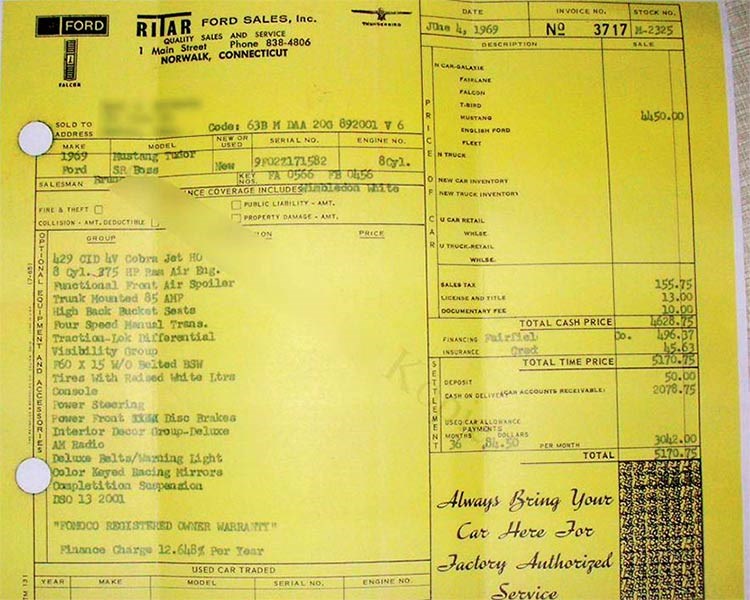 FORD
FALCON
RITAR FORD SALES, Inc.
QUALITY SALES AND SERVICE
1 Main Street Phone 838-4806
NORWALK, CONNECTICUT
THUNDERBIRD
DATE INVOICE NO. STOCK NO.
June 4, 1969 No 3717 M-2325
DESCRIPTION SALE
SOLD TO
ADDRESS
Code: 63B M DAA 20G 892001 V 6
MAKE MODEL NEW OR USED SERIAL NO. ENGINE NO.
1969 Mustang Tudor
Ford SR/Boss New 9F02Z171582 8Cyl.
KEY NOS. FA 0566 FB 0456
SALESMAN
NCE COVERAGE INCLUDES Wimbledon White
FIRE & THEFT PUBLIC LIABILITY - AMT.
COLLISION - AMT. DEDUCTIBLE PROPERTY DAMAGE - AMT.
GROUP ION PRICE
OPTIONAL EQUIPMENT AND ACCESSORIES
429 CID 4V Cobra Jet HO
8 Cyl. 375 HP Ram Air Eng.
Functional Front Air Spoiler
Trunk Mounted 85 AMP
High Back Bucket Seats
Four Speed Manual Trans.
Traction-Lok Differential
Visibility Group
F60 X 15 W/O Belted BSW
Tires With Raised White Ltrs
Console
Power Steering
Power Front Disc Brakes
Interior Decor Group-Deluxe
AM Radio
Deluxe Belts/Warning Light
Color Keyed Racing Mirrors
Completition Suspension
DSO 13 2001
"FOMOCO REGISTERED OWNER WARRANTY"
Finance Charge 12.648% Per Year
USED CAR TRADED
YEAR MAKE MODEL SERIAL NO. ENGINE NO.
PRICE OF CAR
N CAR-GALAXIE
FAIRLANE
FALCON
T-BIRD
MUSTANG 4450.00
ENGLISH FORD
FLEET
N TRUCK
NEW CAR INVENTORY
NEW TRUCK INVENTORY
U CAR RETAIL
WHLSE.
U TRUCK-RETAIL
WHLSE.
SALES TAX 155.75
LICENSE AND TITLE 13.00
DOCUMENTARY FEE 10.00
TOTAL CASH PRICE 4628.75
FINANCING Fairfiel Co. 496.37
INSURANCE Cred 45.63
TOTAL TIME PRICE 5170.75
SETTLEMENT
DEPOSIT 50.00
CASH ON DELIVERY (CAR ACCOUNTS RECEIVABLE) 2078.75
USED CAR ALLOWANCE
PAYMENTS
MONTHS DOLLARS
36 84.50 PER MONTH 3042.00
TOTAL 5170.75
Always Bring Your
Car Here For
Factory Authorized
Service